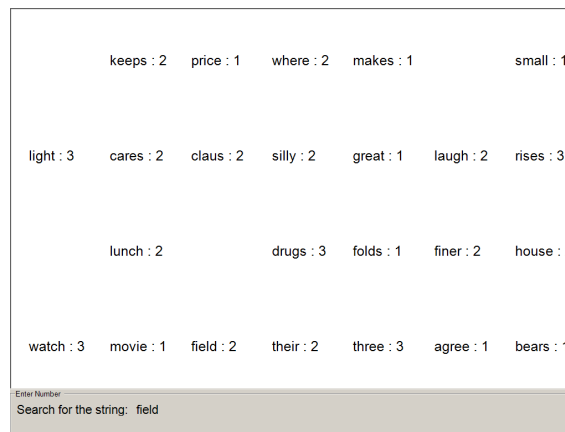 keeps : 2 price : 1 where : 2 makes : 1 small : 1
light : 3 cares : 2 claus : 2 silly : 2 great : 1 laugh : 2 rises : 3
lunch : 2 drugs : 3 folds : 1 finer : 2 house :
watch : 3 movie : 1 field : 2 their : 2 three : 3 agree : 1 bears : 1
Enter Number
Search for the string: field